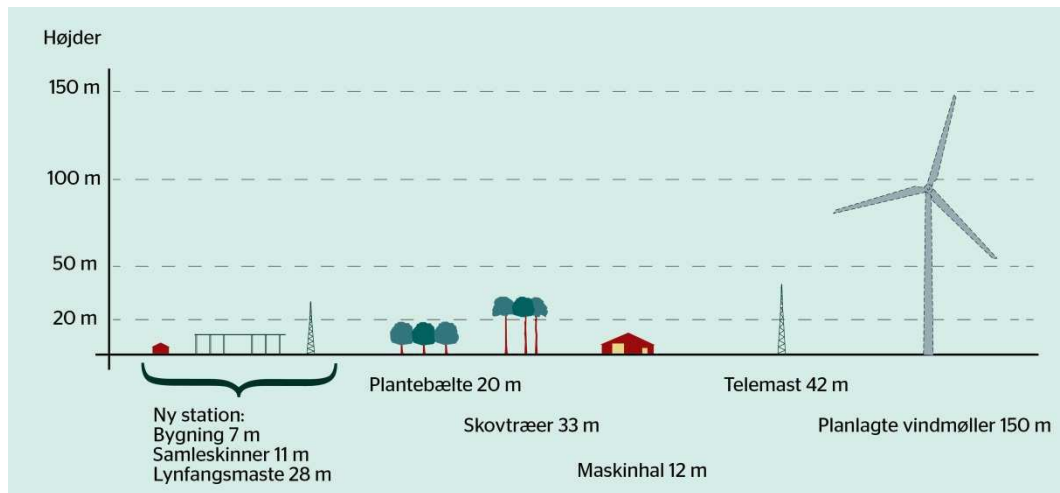 Højder
150 m
100 m
50 m
20 m
Plantebælte 20 m
Telemast 42 m
Ny station:
Bygning 7 m
Samleskinner 11 m
Lynfangsmaste 28 m
Skovtræer 33 m
Planlagte vindmøller 150 m
Maskinhal 12 m